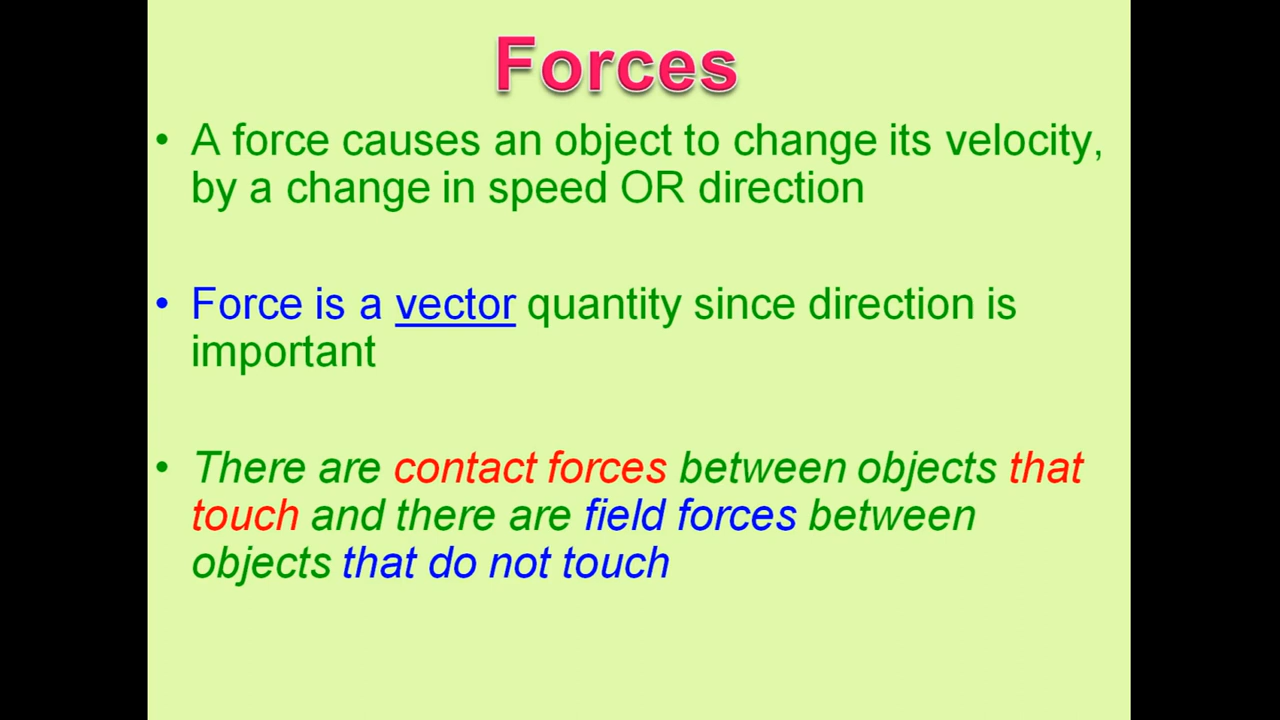 Forces
• A force causes an object to change its velocity,
by a change in speed OR direction
• Force is a vector quantity since direction is
important
• There are contact forces between objects that
touch and there are field forces between
objects that do not touch